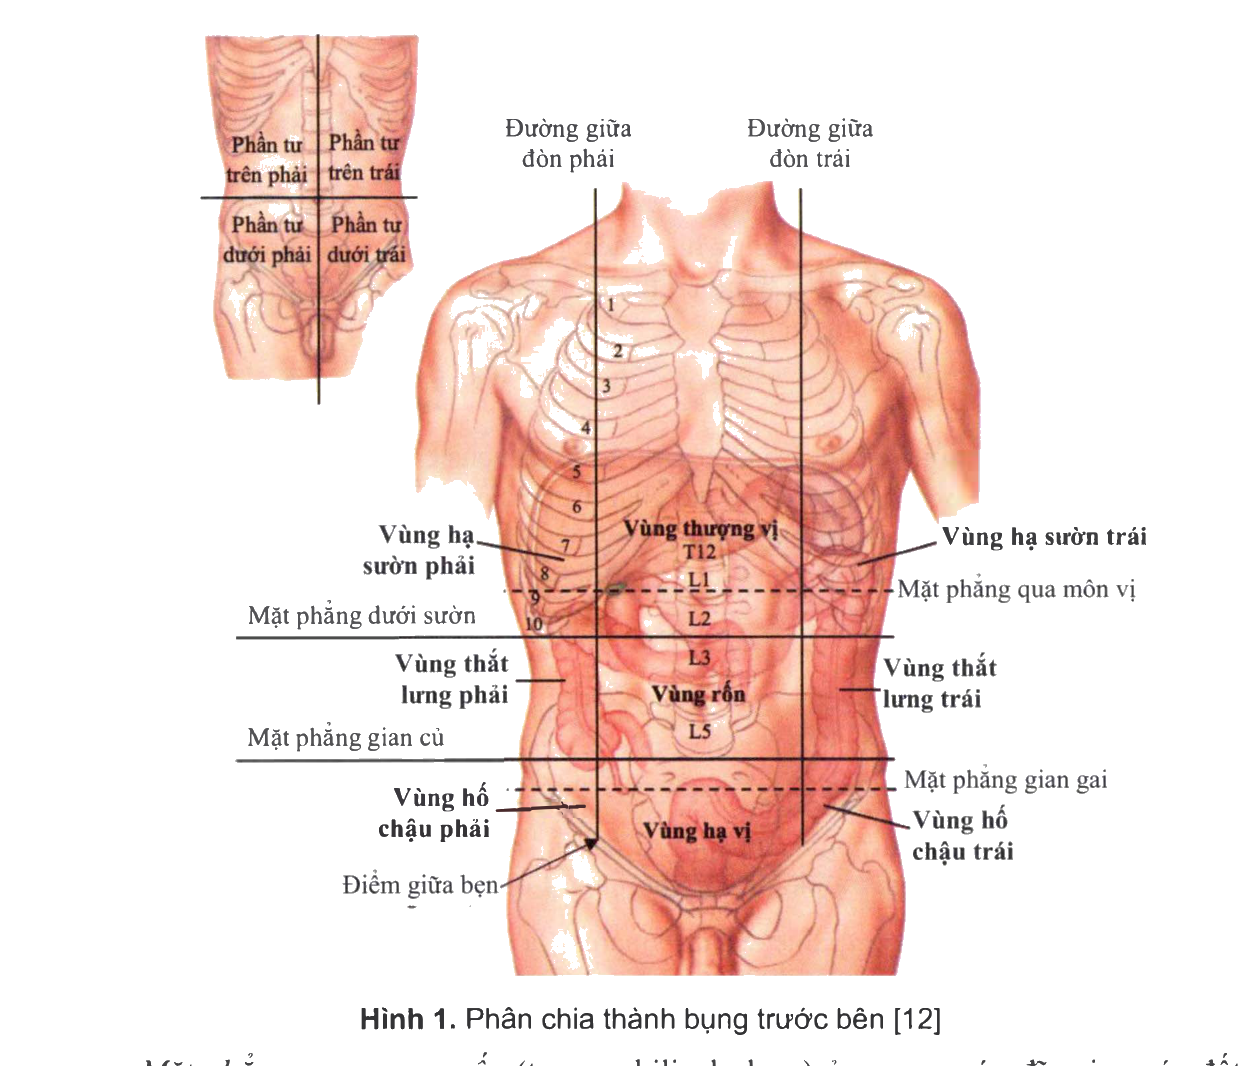 Phần tư
trên phải
Phần tư
trên trái
Phần tư
dưới phải
Phần tư
dưới trái
Đường giữa
đòn phải
Đường giữa
đòn trái
1
2
3
4
5
6
7
8
9
10
Vùng thượng vị
T12
L1
L2
L3
Vùng rốn
L5
Vùng hạ vị
Vùng hạ
sườn phải
Mặt phẳng dưới sườn
Vùng thắt
lưng phải
Mặt phẳng gian củ
Vùng hố
chậu phải
Điểm giữa bẹn
Vùng hạ sườn trái
Mặt phẳng qua môn vị
Vùng thắt
lưng trái
Mặt phẳng gian gai
Vùng hố
chậu trái
Hình 1. Phân chia thành bụng trước bên [12]